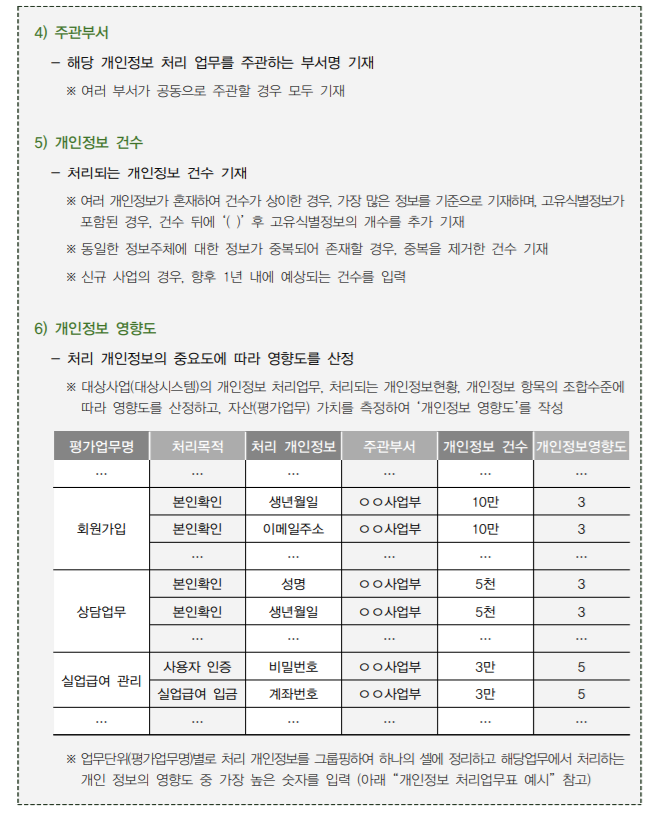 4) 주관부서
– 해당 개인정보 처리 업무를 주관하는 부서명 기재
※ 여러 부서가 공동으로 주관할 경우 모두 기재
5) 개인정보 건수
– 처리되는 개인정보 건수 기재
※ 여러 개인정보가 혼재하여 건수가 상이한 경우, 가장 많은 정보를 기준으로 기재하며, 고유식별정보가
포함된 경우, 건수 뒤에 ‘( )’ 후 고유식별정보의 개수를 추가 기재
※ 동일한 정보주체에 대한 정보가 중복되어 존재할 경우, 중복을 제거한 건수 기재
※ 신규 사업의 경우, 향후 1년 내에 예상되는 건수를 입력
6) 개인정보 영향도
– 처리 개인정보의 중요도에 따라 영향도를 산정
※ 대상사업(대상시스템)의 개인정보 처리업무, 처리되는 개인정보현황, 개인정보 항목의 조합수준에
따라 영향도를 산정하고, 자산(평가업무) 가치를 측정하여 ‘개인정보 영향도’를 작성
평가업무명 처리목적 처리 개인정보 주관부서 개인정보 건수 개인정보영향도
… … … … … …
회원가입 본인확인 생년월일 ㅇㅇ사업부 10만 3
본인확인 이메일주소 ㅇㅇ사업부 10만 3
… … … … …
상담업무 본인확인 성명 ㅇㅇ사업부 5천 3
본인확인 생년월일 ㅇㅇ사업부 5천 3
… … … … …
실업급여 관리 사용자 인증 비밀번호 ㅇㅇ사업부 3만 5
실업급여 입금 계좌번호 ㅇㅇ사업부 3만 5
… … … … … …
※ 업무단위(평가업무명)별로 처리 개인정보를 그룹핑하여 하나의 셀에 정리하고 해당업무에서 처리하는
개인 정보의 영향도 중 가장 높은 숫자를 입력 (아래 “개인정보 처리업무표 예시” 참고)